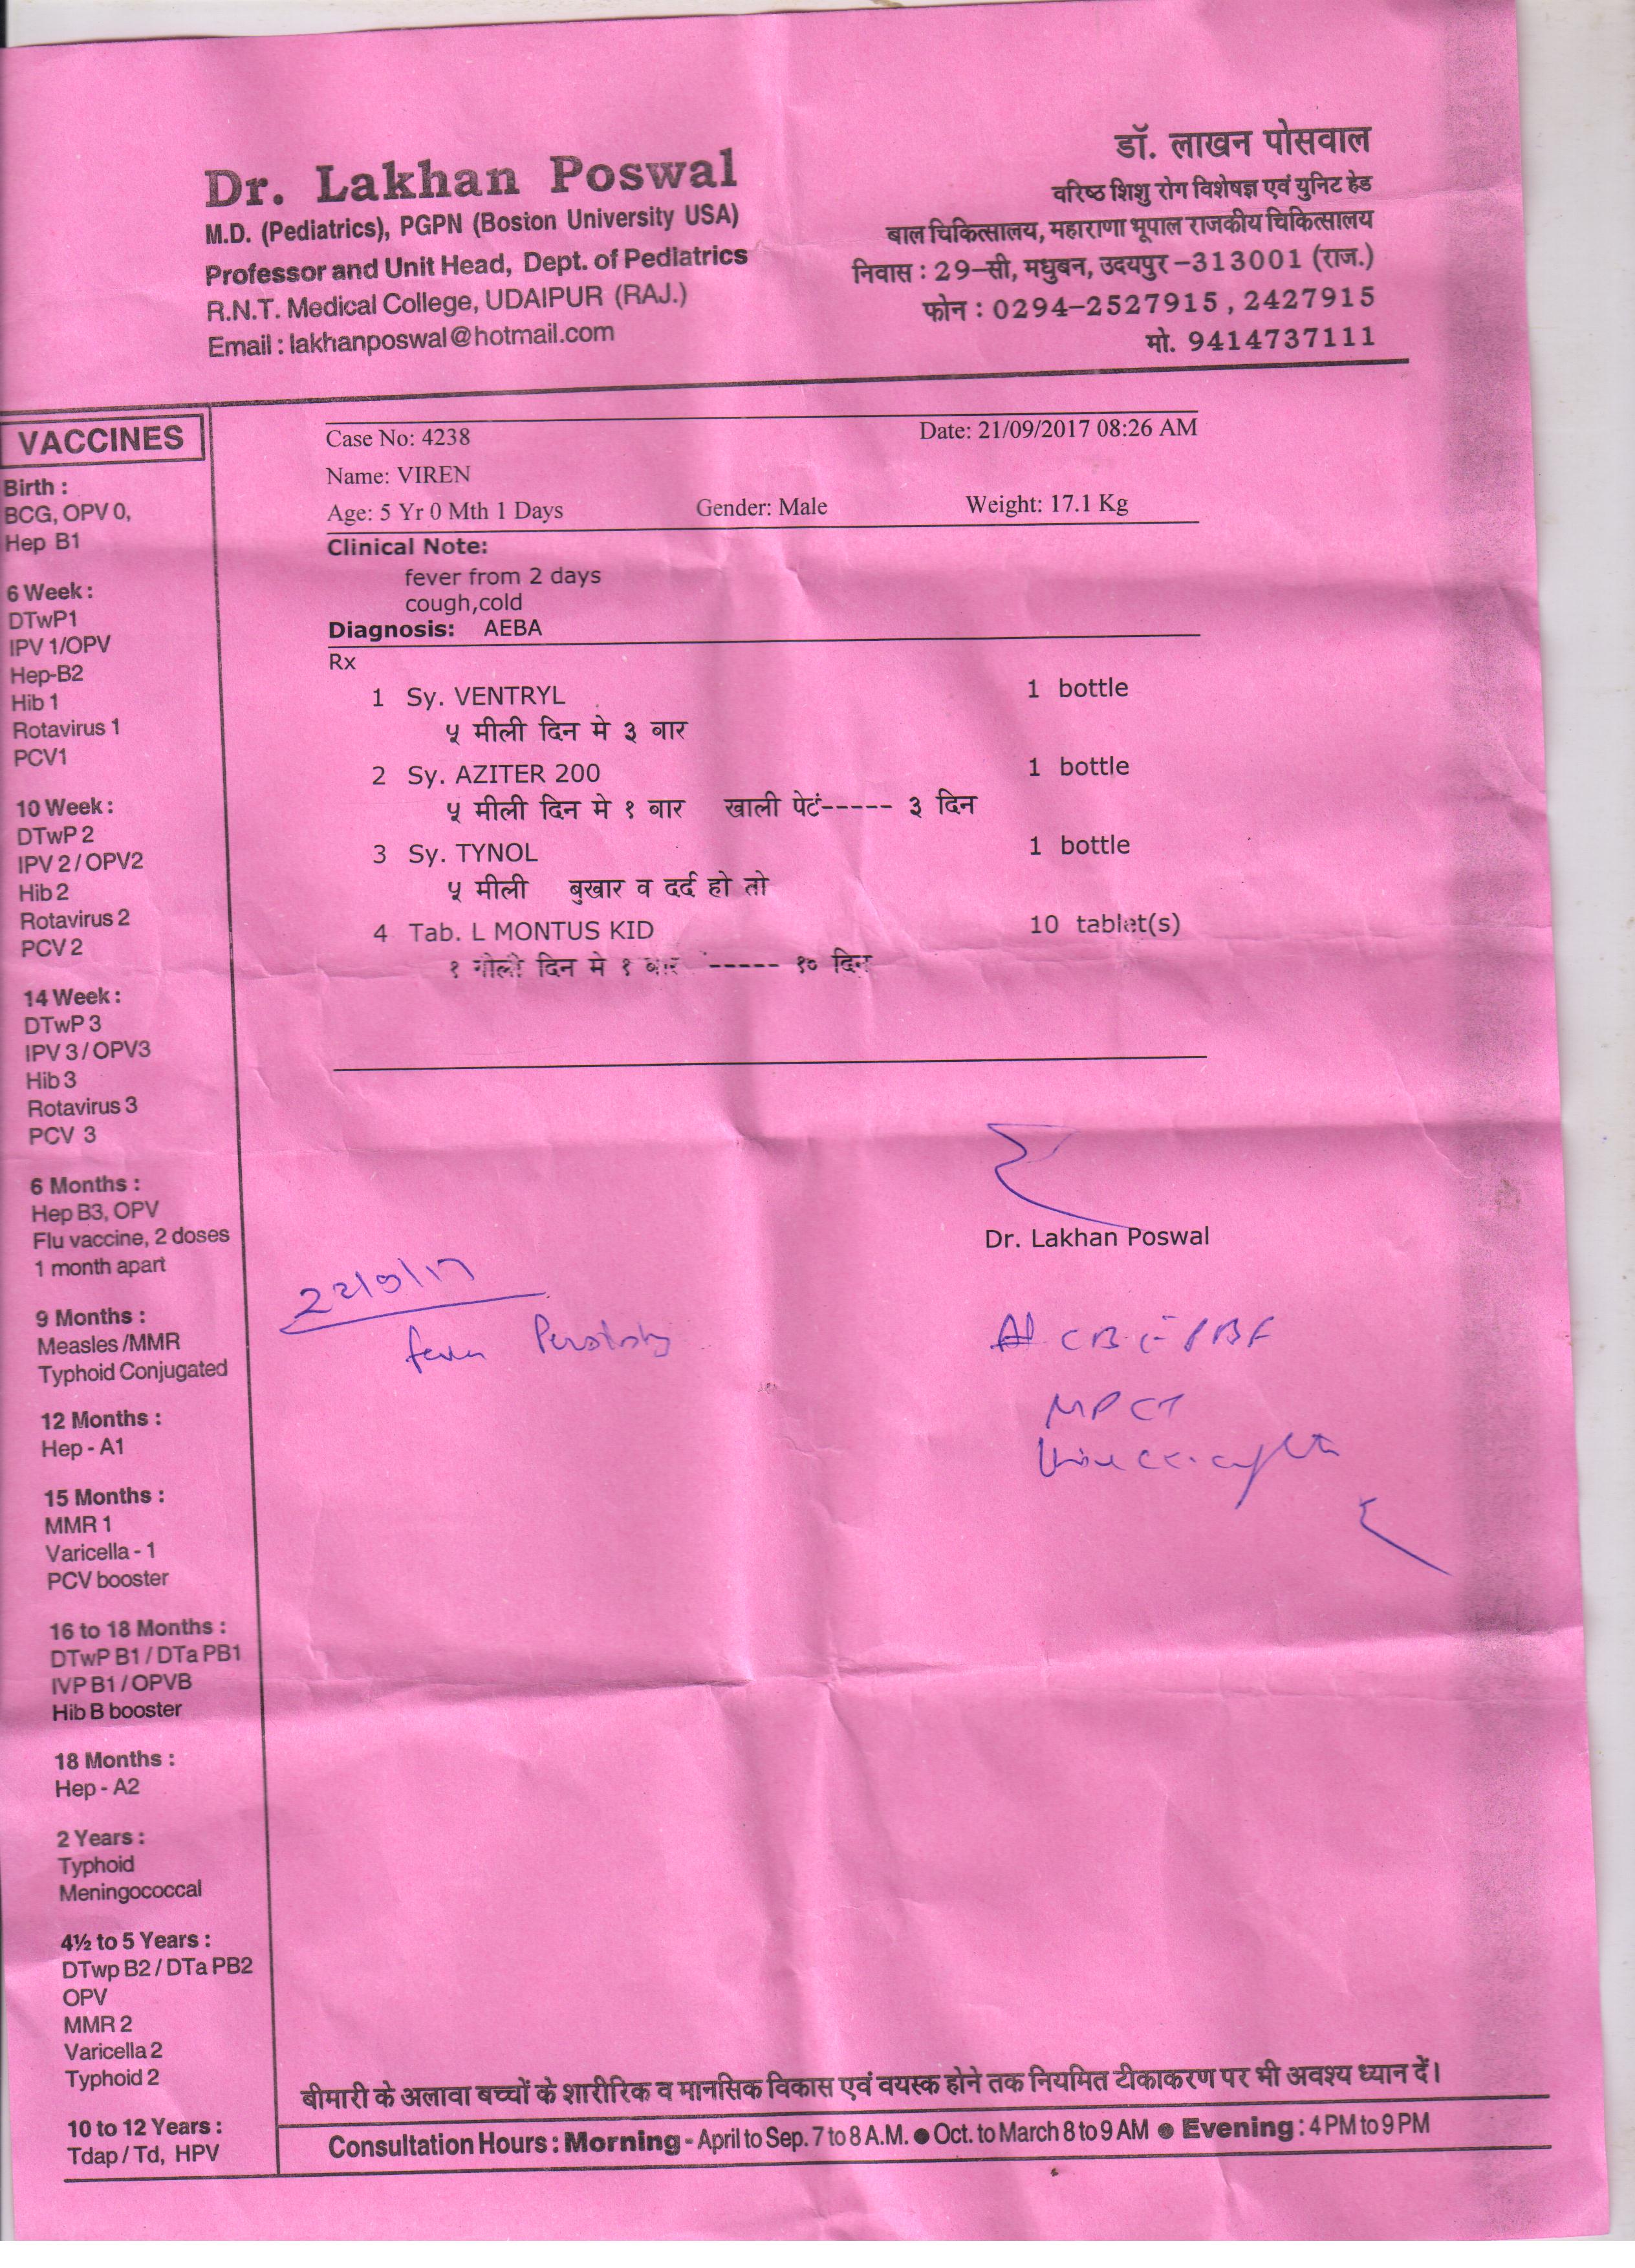 Dr. Lakhan Poswal
M.D. (Pediatrics), PGPN (Boston University USA)
Professor and Unit Head, Dept. of Pediatrics
R.N.T. Medical College, UDAIPUR (RAJ.)
Email : lakhanposwal@hotmail.com
डॉ. लाखन पोसवाल
वरिष्ठ शिशु रोग विशेषज्ञ एवं युनिट हेड
बाल चिकित्सालय, महाराणा भूपाल राजकीय चिकित्सालय
निवास : 29-सी, मधुबन, उदयपुर-313001 (राज.)
फोन : 0294-2527915, 2427915
मो. 9414737111
VACCINES
Birth :
BCG, OPV 0,
Hep B1
6 Week :
DTwP1
IPV 1/OPV
Hep-B2
Hib 1
Rotavirus 1
PCV1
10 Week :
DTwP 2
IPV 2 / OPV2
Hib 2
Rotavirus 2
PCV 2
14 Week :
DTwP 3
IPV 3 / OPV3
Hib 3
Rotavirus 3
PCV 3
6 Months :
Hep B3, OPV
Flu vaccine, 2 doses
1 month apart
9 Months :
Measles /MMR
Typhoid Conjugated
12 Months :
Hep - A1
15 Months :
MMR 1
Varicella - 1
PCV booster
16 to 18 Months :
DTwP B1 / DTa PB1
IVP B1 / OPVB
Hib B booster
18 Months :
Hep - A2
2 Years :
Typhoid
Meningococcal
4½ to 5 Years :
DTwp B2 / DTa PB2
OPV
MMR 2
Varicella 2
Typhoid 2
10 to 12 Years :
Tdap / Td, HPV
Case No: 4238 Date: 21/09/2017 08:26 AM
Name: VIREN
Age: 5 Yr 0 Mth 1 Days Gender: Male Weight: 17.1 Kg
Clinical Note:
fever from 2 days
cough,cold
Diagnosis: AEBA
Rx
1 Sy. VENTRYL 1 bottle
५ मीली दिन मे ३ बार
2 Sy. AZITER 200 1 bottle
५ मीली दिन मे १ बार खाली पेटं----- ३ दिन
3 Sy. TYNOL 1 bottle
५ मीली बुखार व दर्द हो तो
4 Tab. L MONTUS KID 10 tablet(s)
१ गोली दिन मे १ बार ----- १० दिन
Dr. Lakhan Poswal
22/9/17
fever
PBF
MP CT
बीमारी के अलावा बच्चों के शारीरिक व मानसिक विकास एवं वयस्क होने तक नियमित टीकाकरण पर भी अवश्य ध्यान दें।
Consultation Hours : Morning - April to Sep. 7 to 8 A.M. ● Oct. to March 8 to 9 AM ● Evening : 4 PM to 9 PM